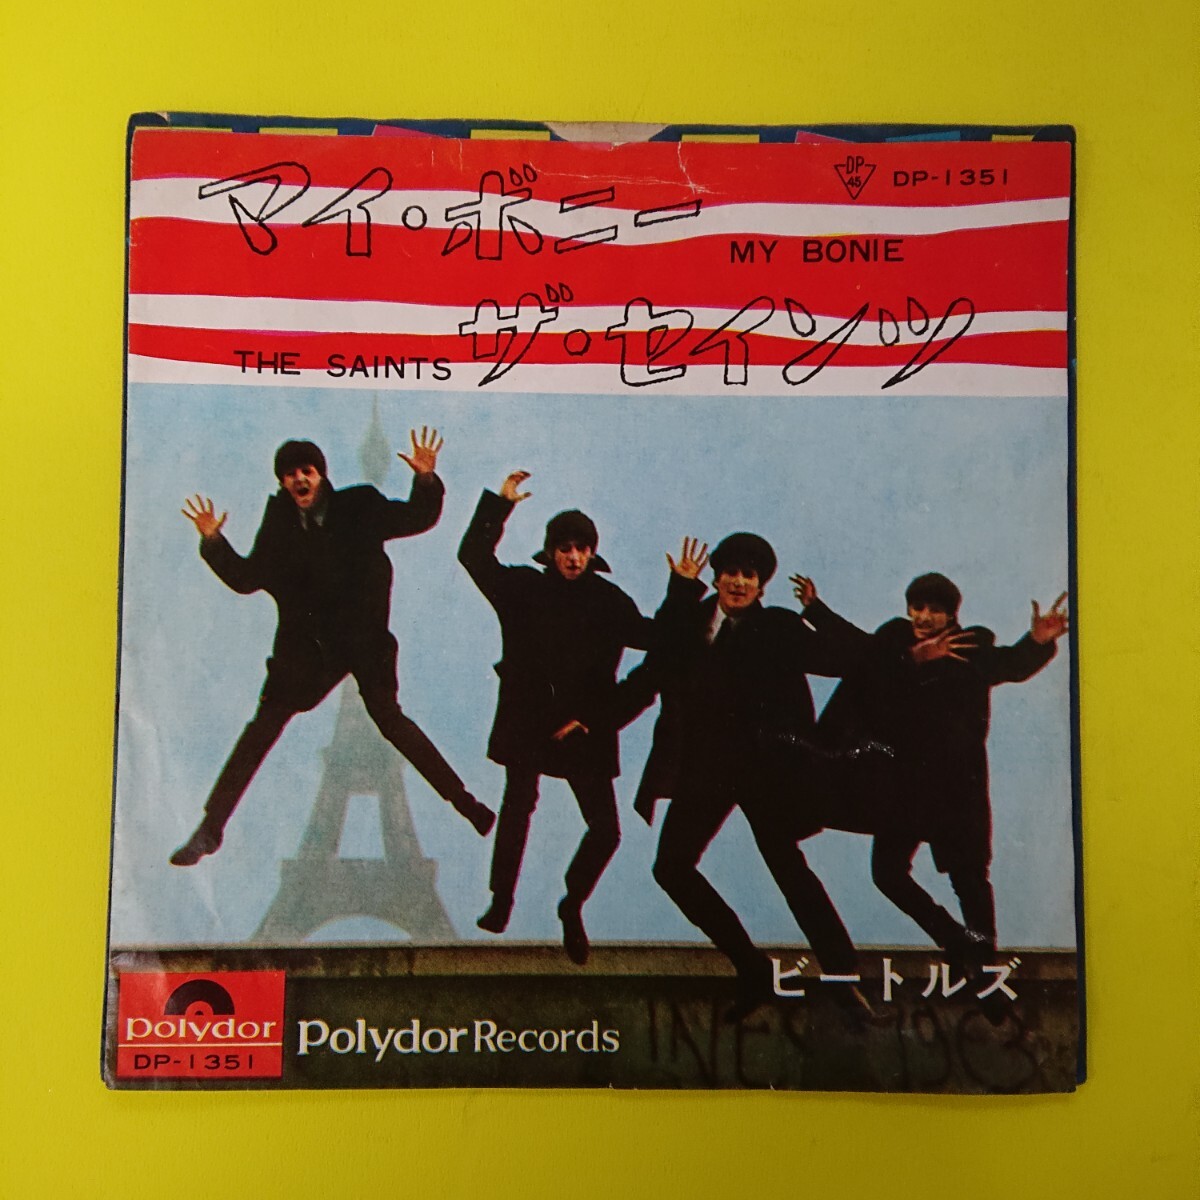 マイ・ボニー
DP
45
DP-1351
MY BONIE
THE SAINTS
ザ・セインツ
ビートルズ
polydor
DP-1351
Polydor Records